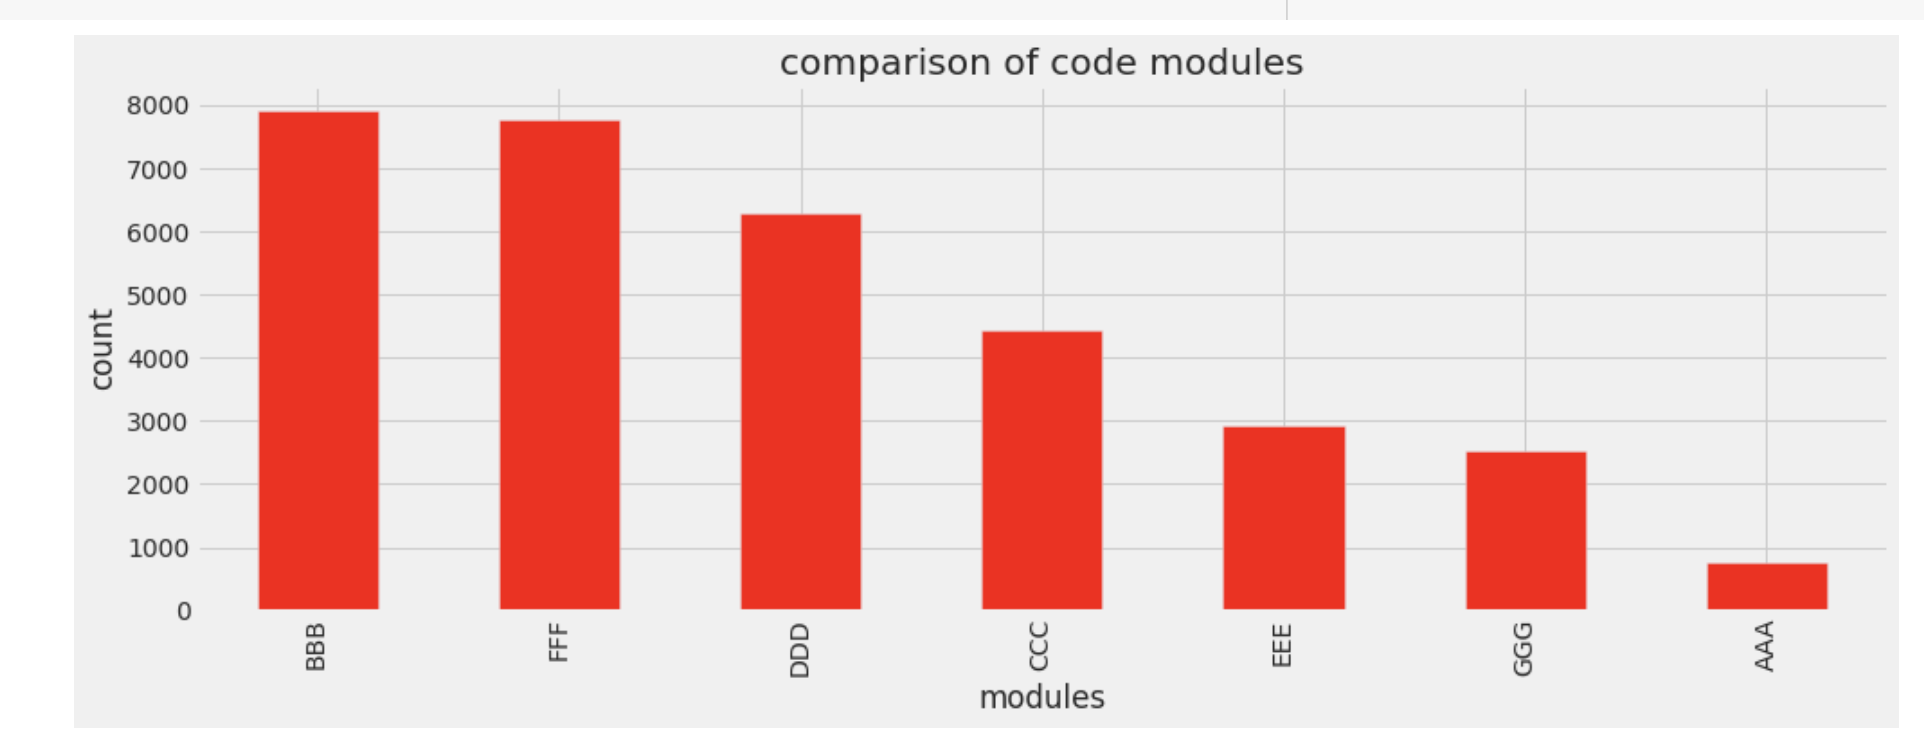 comparison of code modules
8000
7000
6000
5000
4000
3000
2000
1000
0
count
BBB
FFF
DDD
CCC
EEE
GGG
AAA
modules